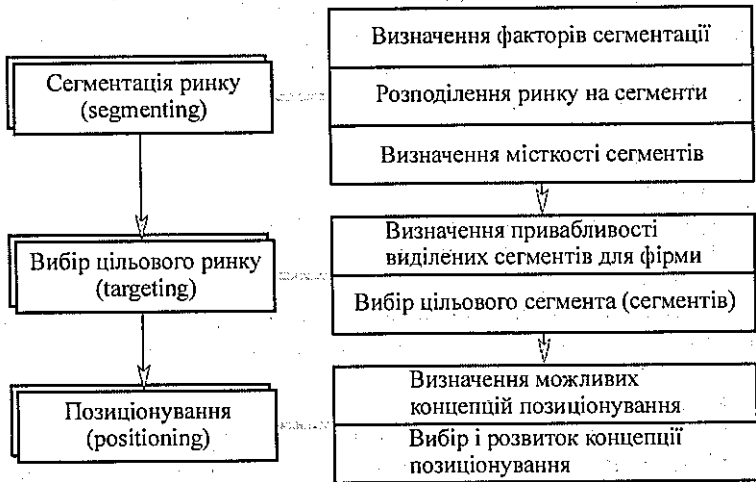 Сегментація ринку
(segmenting)
Визначення факторів сегментації
Розподілення ринку на сегменти
Визначення місткості сегментів
Вибір цільового ринку
(targeting)
Визначення привабливості
виділених сегментів для фірми
Вибір цільового сегмента (сегментів)
Позиціонування
(positioning)
Визначення можливих
концепцій позиціонування
Вибір і розвиток концепції
позиціонування